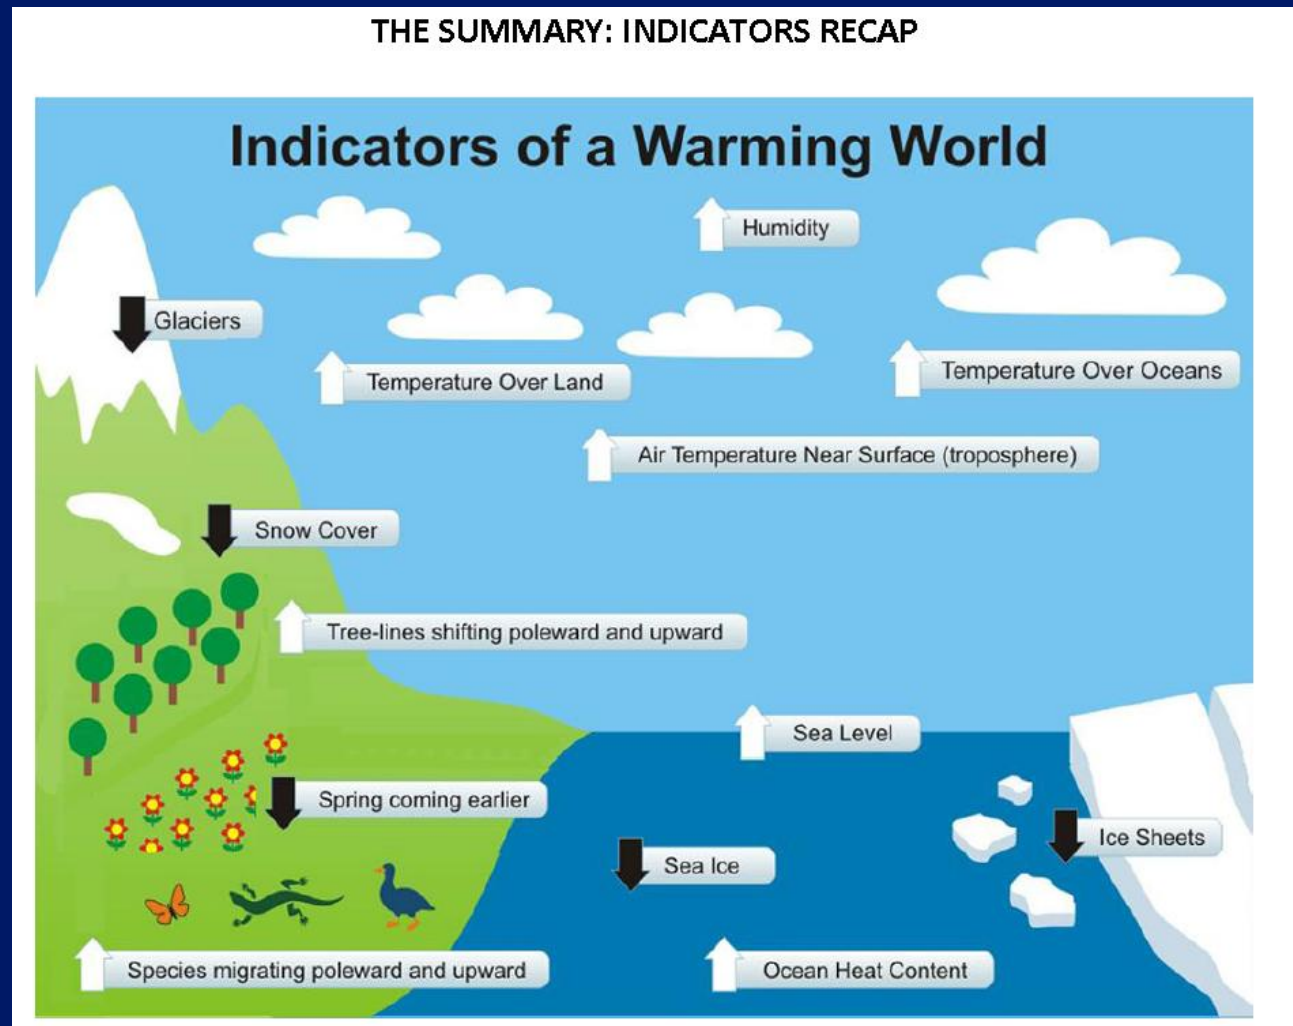 THE SUMMARY: INDICATORS RECAP
Indicators of a Warming World
Humidity
Glaciers
Temperature Over Land
Temperature Over Oceans
Air Temperature Near Surface (troposphere)
Snow Cover
Tree-lines shifting poleward and upward
Sea Level
Spring coming earlier
Ice Sheets
Sea Ice
Species migrating poleward and upward
Ocean Heat Content